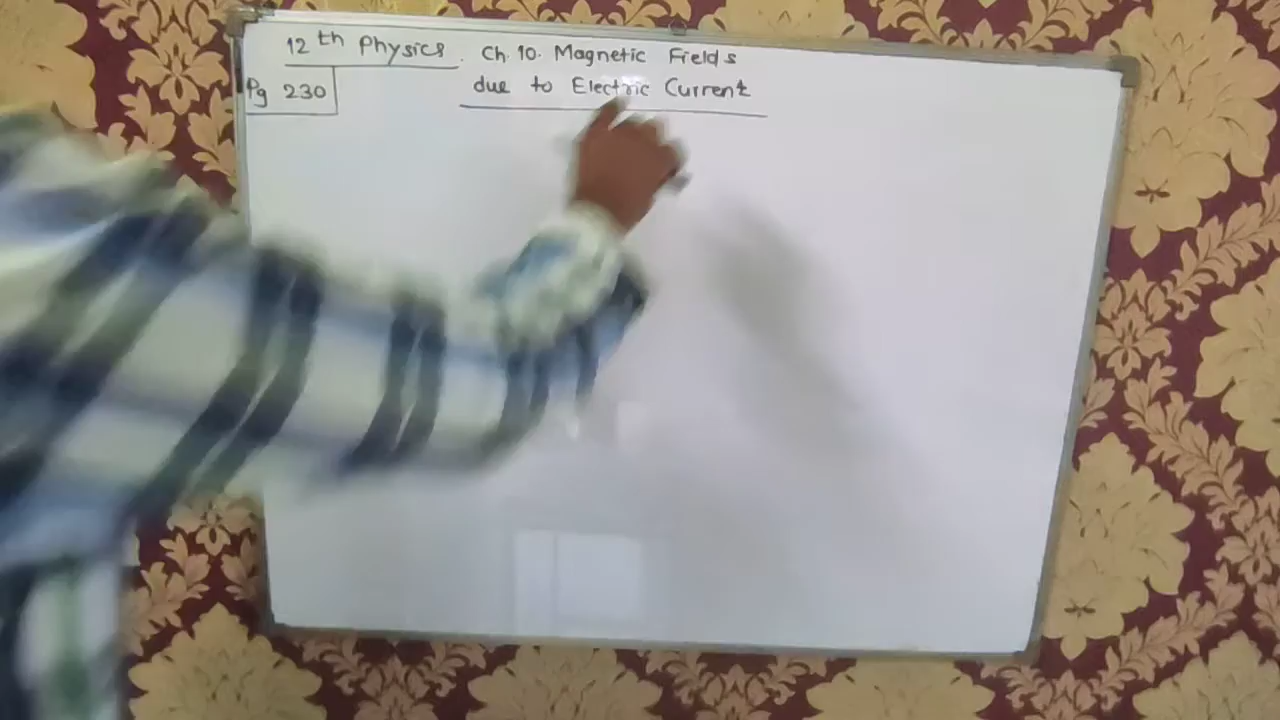 12th Physics. Ch. 10. Magnetic Fields
due to Electric Current
Pg 230